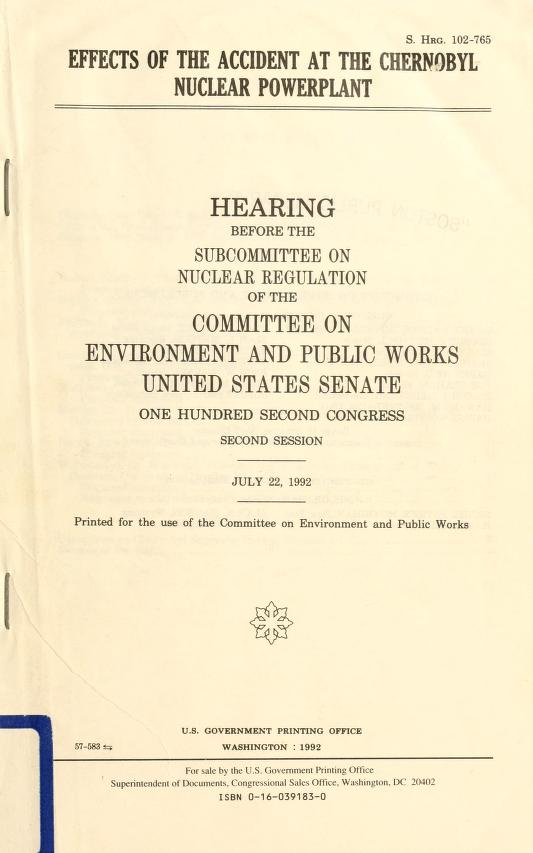 S. HRG. 102-765
EFFECTS OF THE ACCIDENT AT THE CHERNOBYL
NUCLEAR POWERPLANT
HEARING
BEFORE THE
SUBCOMMITTEE ON
NUCLEAR REGULATION
OF THE
COMMITTEE ON
ENVIRONMENT AND PUBLIC WORKS
UNITED STATES SENATE
ONE HUNDRED SECOND CONGRESS
SECOND SESSION
JULY 22, 1992
Printed for the use of the Committee on Environment and Public Works
U.S. GOVERNMENT PRINTING OFFICE
57-583 WASHINGTON : 1992
For sale by the U.S. Government Printing Office
Superintendent of Documents, Congressional Sales Office, Washington, DC 20402
ISBN 0-16-039183-0